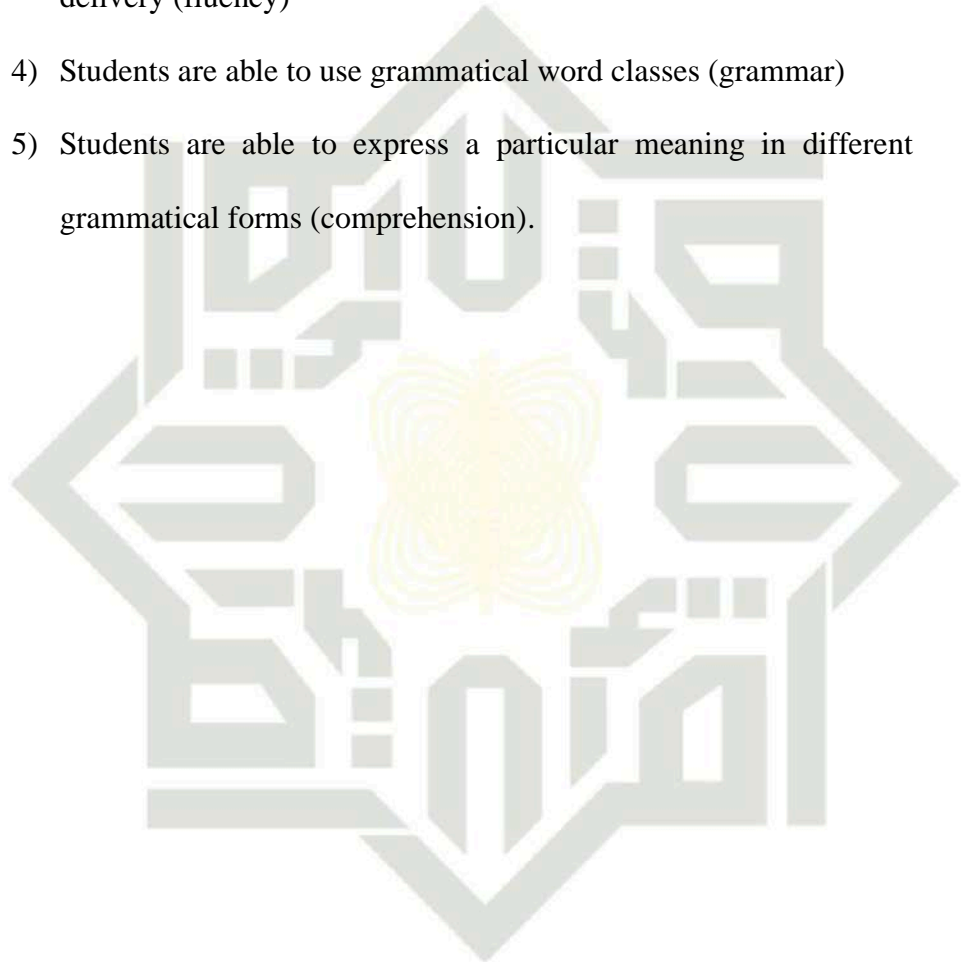 delivery (fluency)
4) Students are able to use grammatical word classes (grammar)
5) Students are able to express a particular meaning in different
grammatical forms (comprehension).